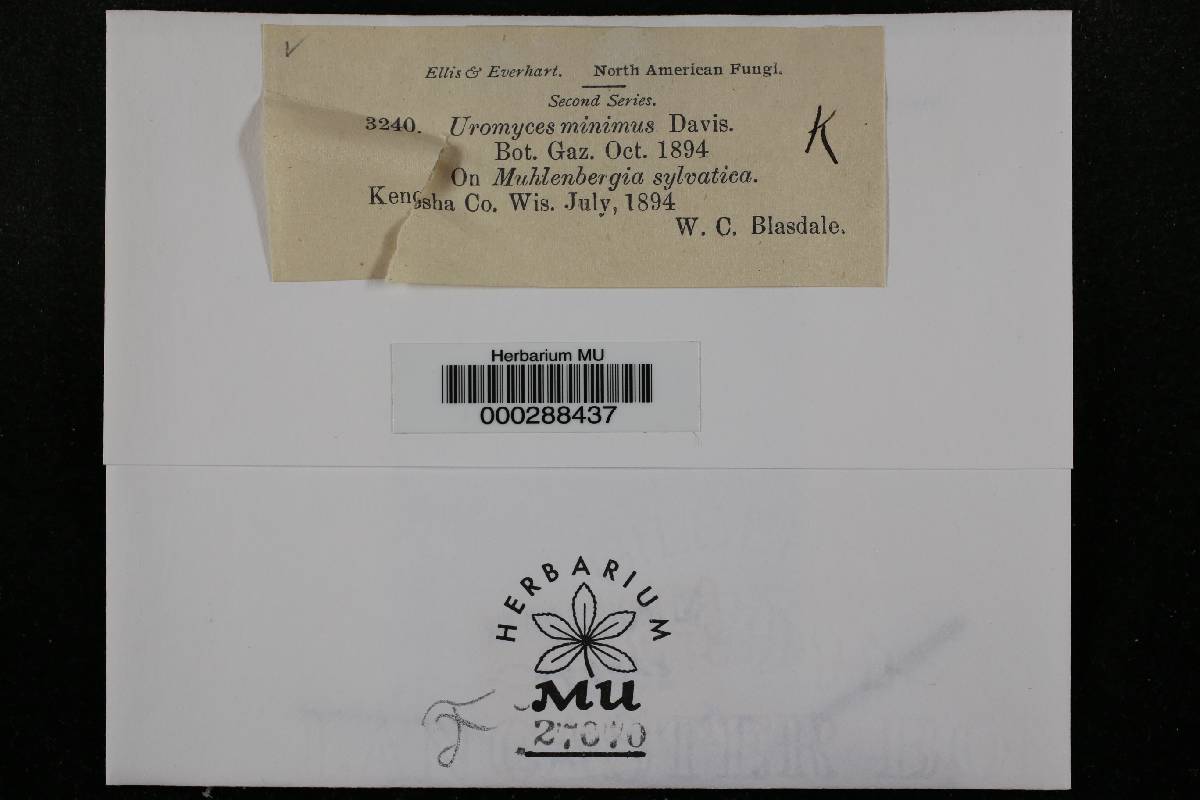 Ellis & Everhart. North American Fungi.
Second Series.
3240. Uromyces minimus Davis.
Bot. Gaz. Oct. 1894
K
On Muhlenbergia sylvatica.
Kenosha Co. Wis. July, 1894
W. C. Blasdale.
Herbarium MU
000288437
HERBARIUM
MU
F
27070